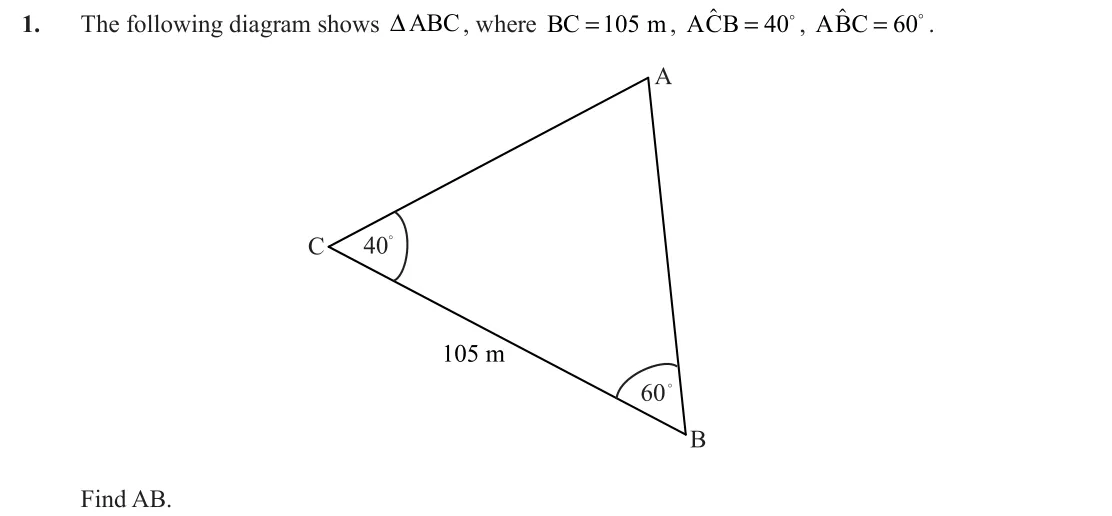 1. The following diagram shows ΔABC, where BC = 105 m, AĈB = 40°, AB̂C = 60°.
A
C
40°
105 m
60°
B
Find AB.